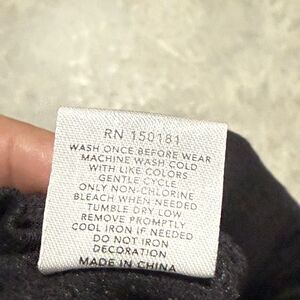 RN 150181
WASH ONCE BEFORE WEAR
MACHINE WASH COLD
WITH LIKE COLORS
GENTLE CYCLE
ONLY NON-CHLORINE
BLEACH WHEN NEEDED
TUMBLE DRY LOW
REMOVE PROMPTLY
COOL IRON IF NEEDED
DO NOT IRON
DECORATION
MADE IN CHINA